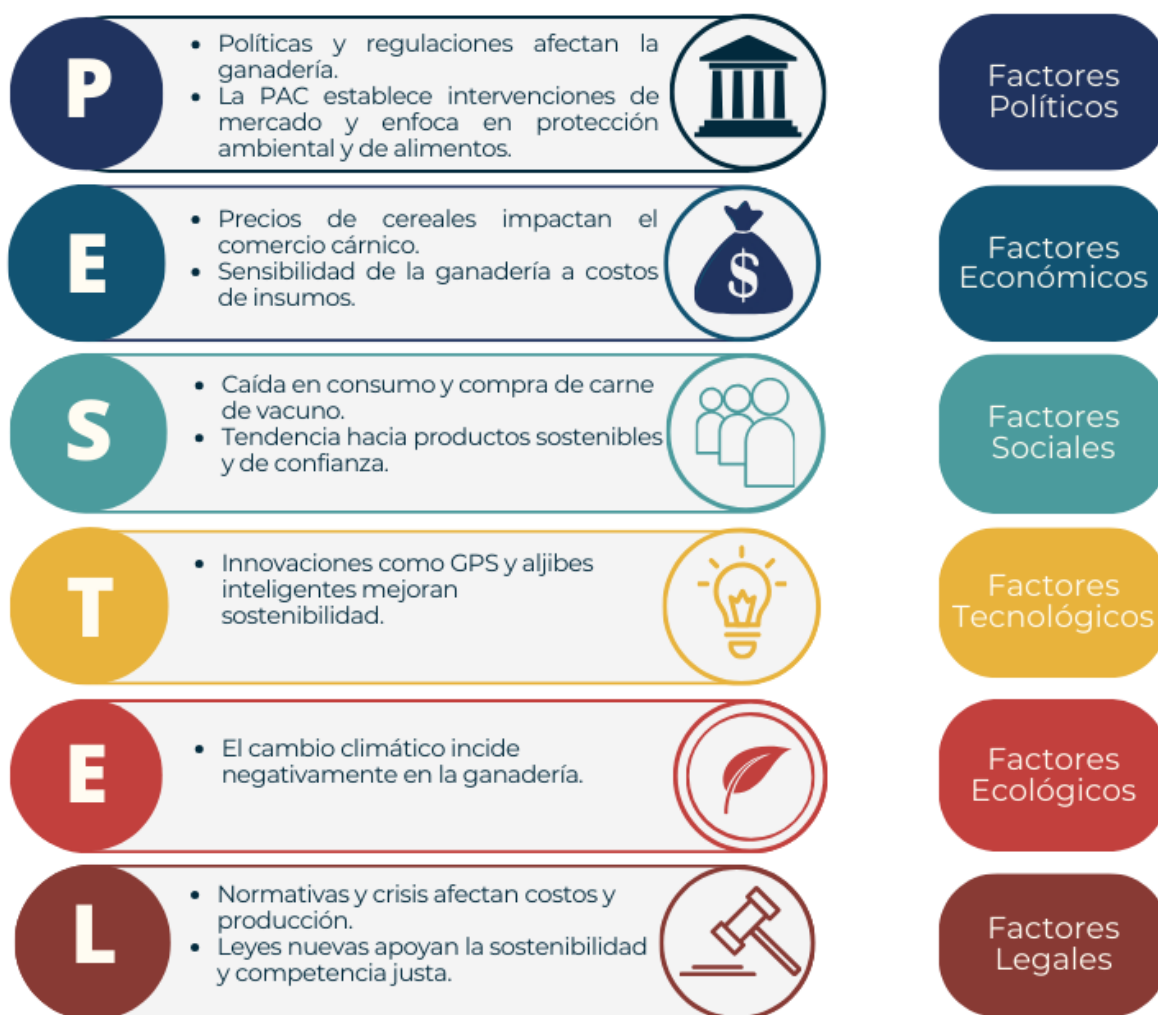 P
• Políticas y regulaciones afectan la
ganadería.
• La PAC establece intervenciones de
mercado y enfoca en protección
ambiental y de alimentos.
Factores
Políticos
E
• Precios de cereales impactan el
comercio cárnico.
• Sensibilidad de la ganadería a costos
de insumos.
$
Factores
Económicos
S
• Caída en consumo y compra de carne
de vacuno.
• Tendencia hacia productos sostenibles
y de confianza.
Factores
Sociales
T
• Innovaciones como GPS y aljibes
inteligentes mejoran
sostenibilidad.
Factores
Tecnológicos
E
• El cambio climático incide
negativamente en la ganadería.
Factores
Ecológicos
L
• Normativas y crisis afectan costos y
producción.
• Leyes nuevas apoyan la sostenibilidad
y competencia justa.
Factores
Legales